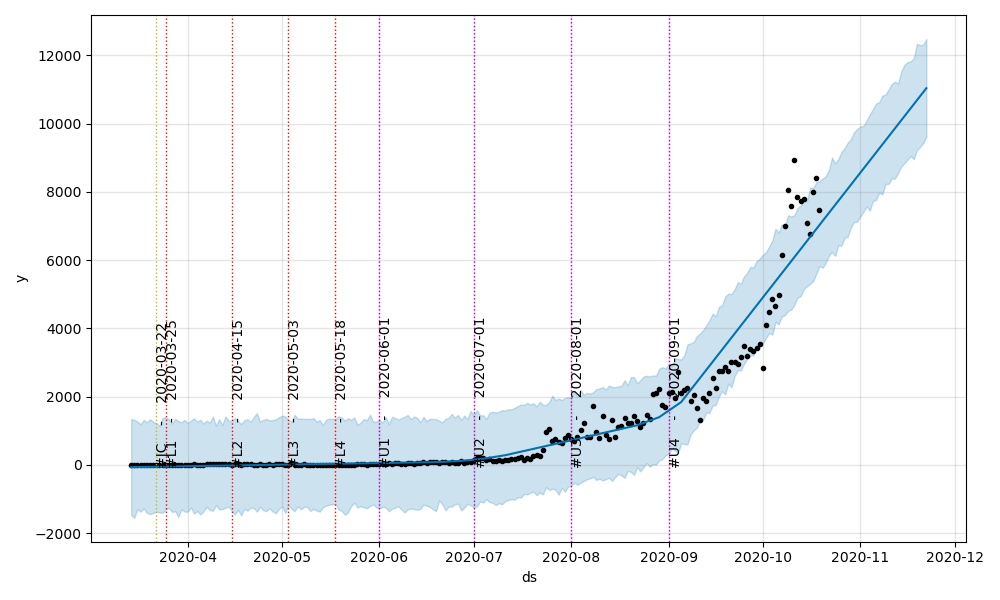 12000
10000
8000
6000
4000
2000
0
−2000
y
#JC - 2020-03-22
#L1 - 2020-03-25
#L2 - 2020-04-15
#L3 - 2020-05-03
#L4 - 2020-05-18
#U1 - 2020-06-01
#U2 - 2020-07-01
#U3 - 2020-08-01
#U4 - 2020-09-01
2020-04 2020-05 2020-06 2020-07 2020-08 2020-09 2020-10 2020-11 2020-12
ds